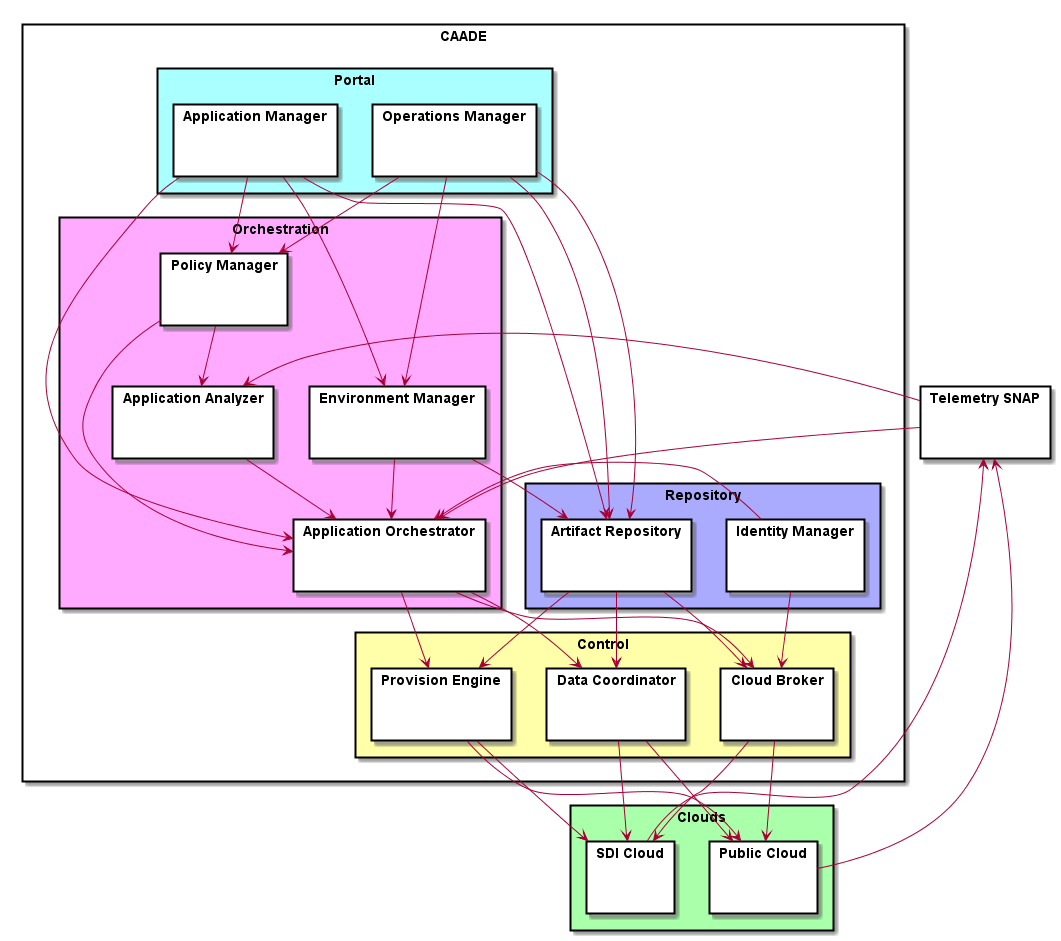 CAADE
Portal
Application Manager
Operations Manager
Orchestration
Policy Manager
Application Analyzer
Environment Manager
Telemetry SNAP
Repository
Application Orchestrator
Artifact Repository
Identity Manager
Control
Provision Engine
Data Coordinator
Cloud Broker
Clouds
SDI Cloud
Public Cloud